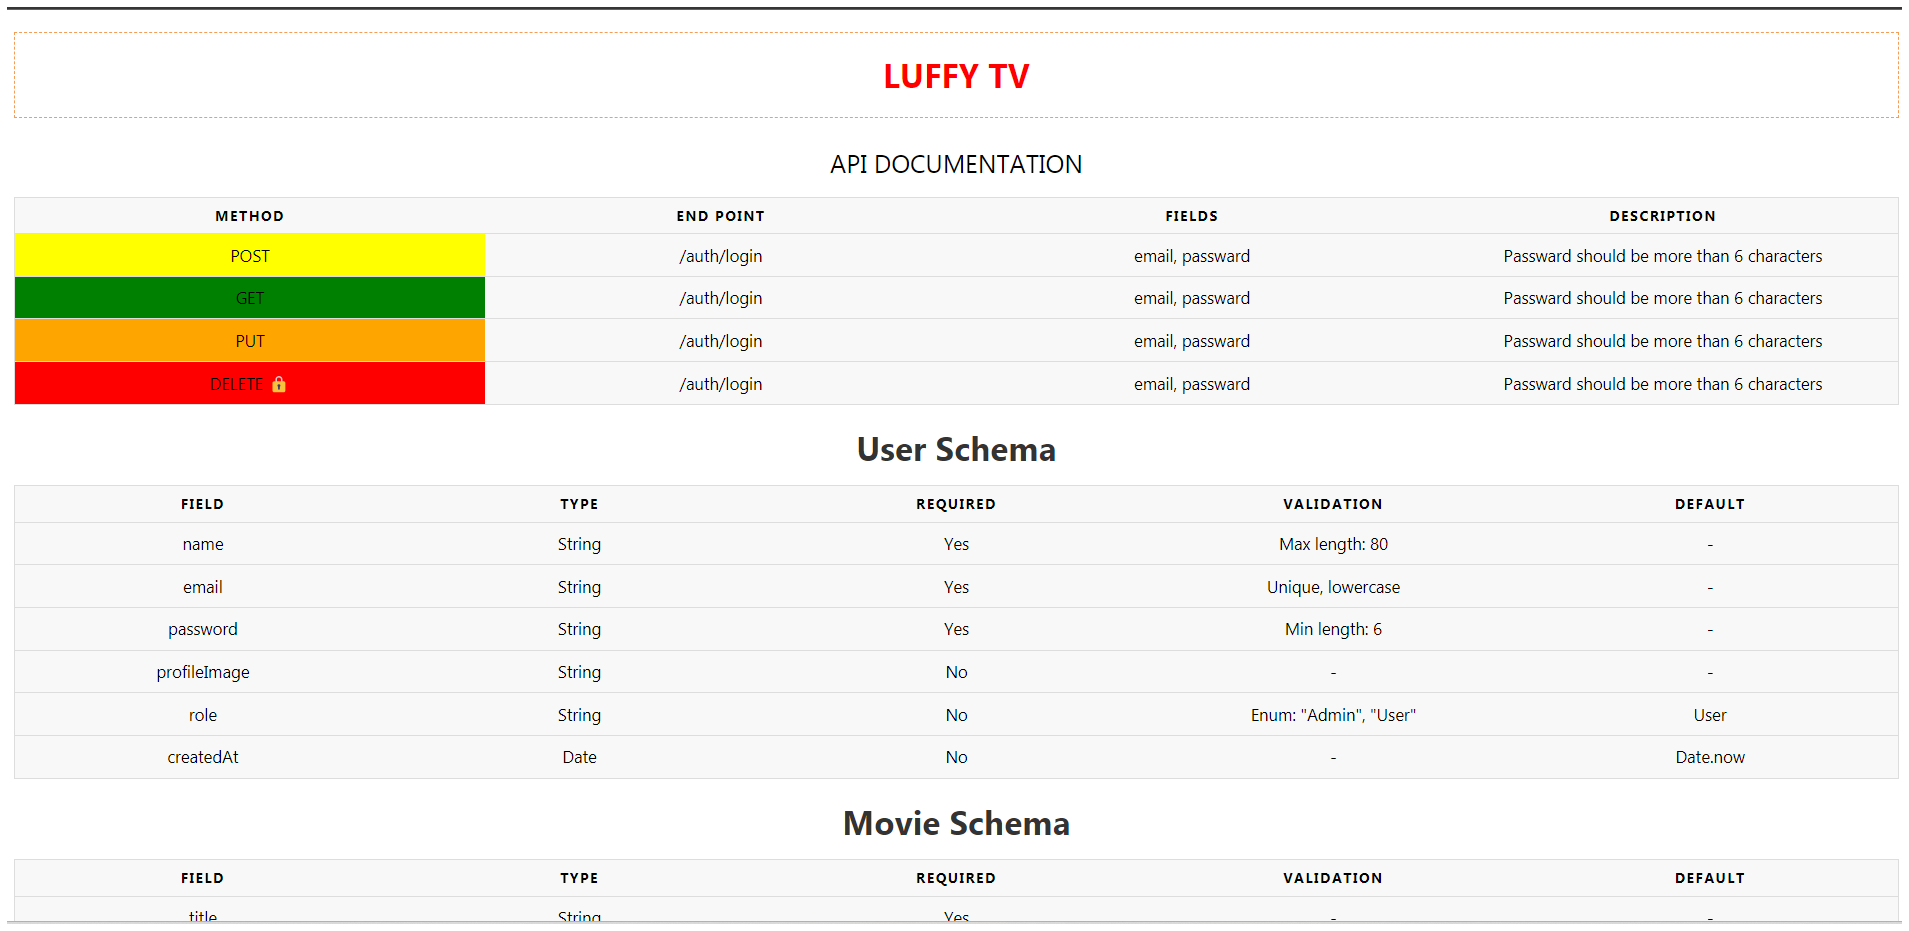 LUFFY TV
API DOCUMENTATION
METHOD END POINT FIELDS DESCRIPTION
POST /auth/login email, passward Passward should be more than 6 characters
GET /auth/login email, passward Passward should be more than 6 characters
PUT /auth/login email, passward Passward should be more than 6 characters
DELETE 🔒 /auth/login email, passward Passward should be more than 6 characters
User Schema
FIELD TYPE REQUIRED VALIDATION DEFAULT
name String Yes Max length: 80 -
email String Yes Unique, lowercase -
password String Yes Min length: 6 -
profileImage String No - -
role String No Enum: "Admin", "User" User
createdAt Date No - Date.now
Movie Schema
FIELD TYPE REQUIRED VALIDATION DEFAULT
title String Yes - -